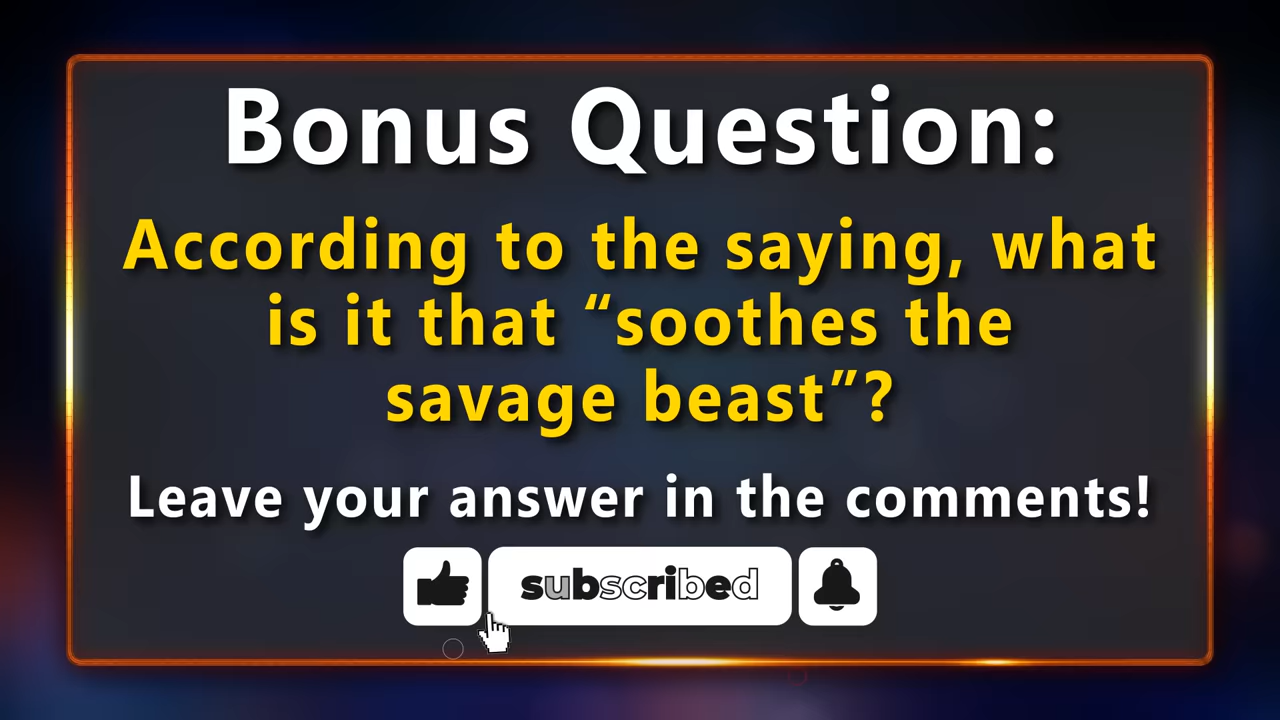 Bonus Question:
According to the saying, what
is it that “soothes the
savage beast”?
Leave your answer in the comments!
subscribed